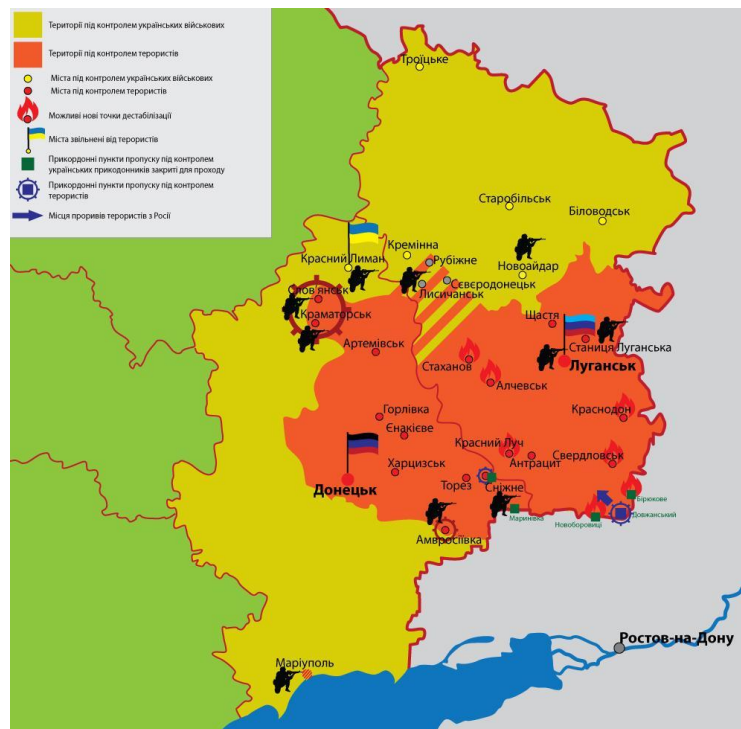 Території під контролем українських військових
Території під контролем терористів
Міста під контролем українських військових
Міста під контролем терористів
Можливі нові точки дестабілізації
Міста звільнені від терористів
Прикордонні пункти пропуску під контролем
українських прикодонників закриті для проходу
Прикордонні пункти пропуску під контролем
терористів
Місця проривів терористів з Росії
Троїцьке
Старобільськ
Біловодськ
Кремінна
Красний Лиман
Рубіжне
Новоайдар
Сєвєродонецьк
Лисичанськ
Слов'янськ
Краматорськ
Щастя
Артемівськ
Станиця Луганська
Стаханов
Луганськ
Алчевськ
Горлівка
Краснодон
Єнакієве
Красний Луч
Антрацит
Свердловськ
Харцизськ
Донецьк
Торез
Сніжне
Бірюкове
Маринівка
Довжанський
Новоборовиці
Амвросіївка
Ростов-на-Дону
Маріуполь